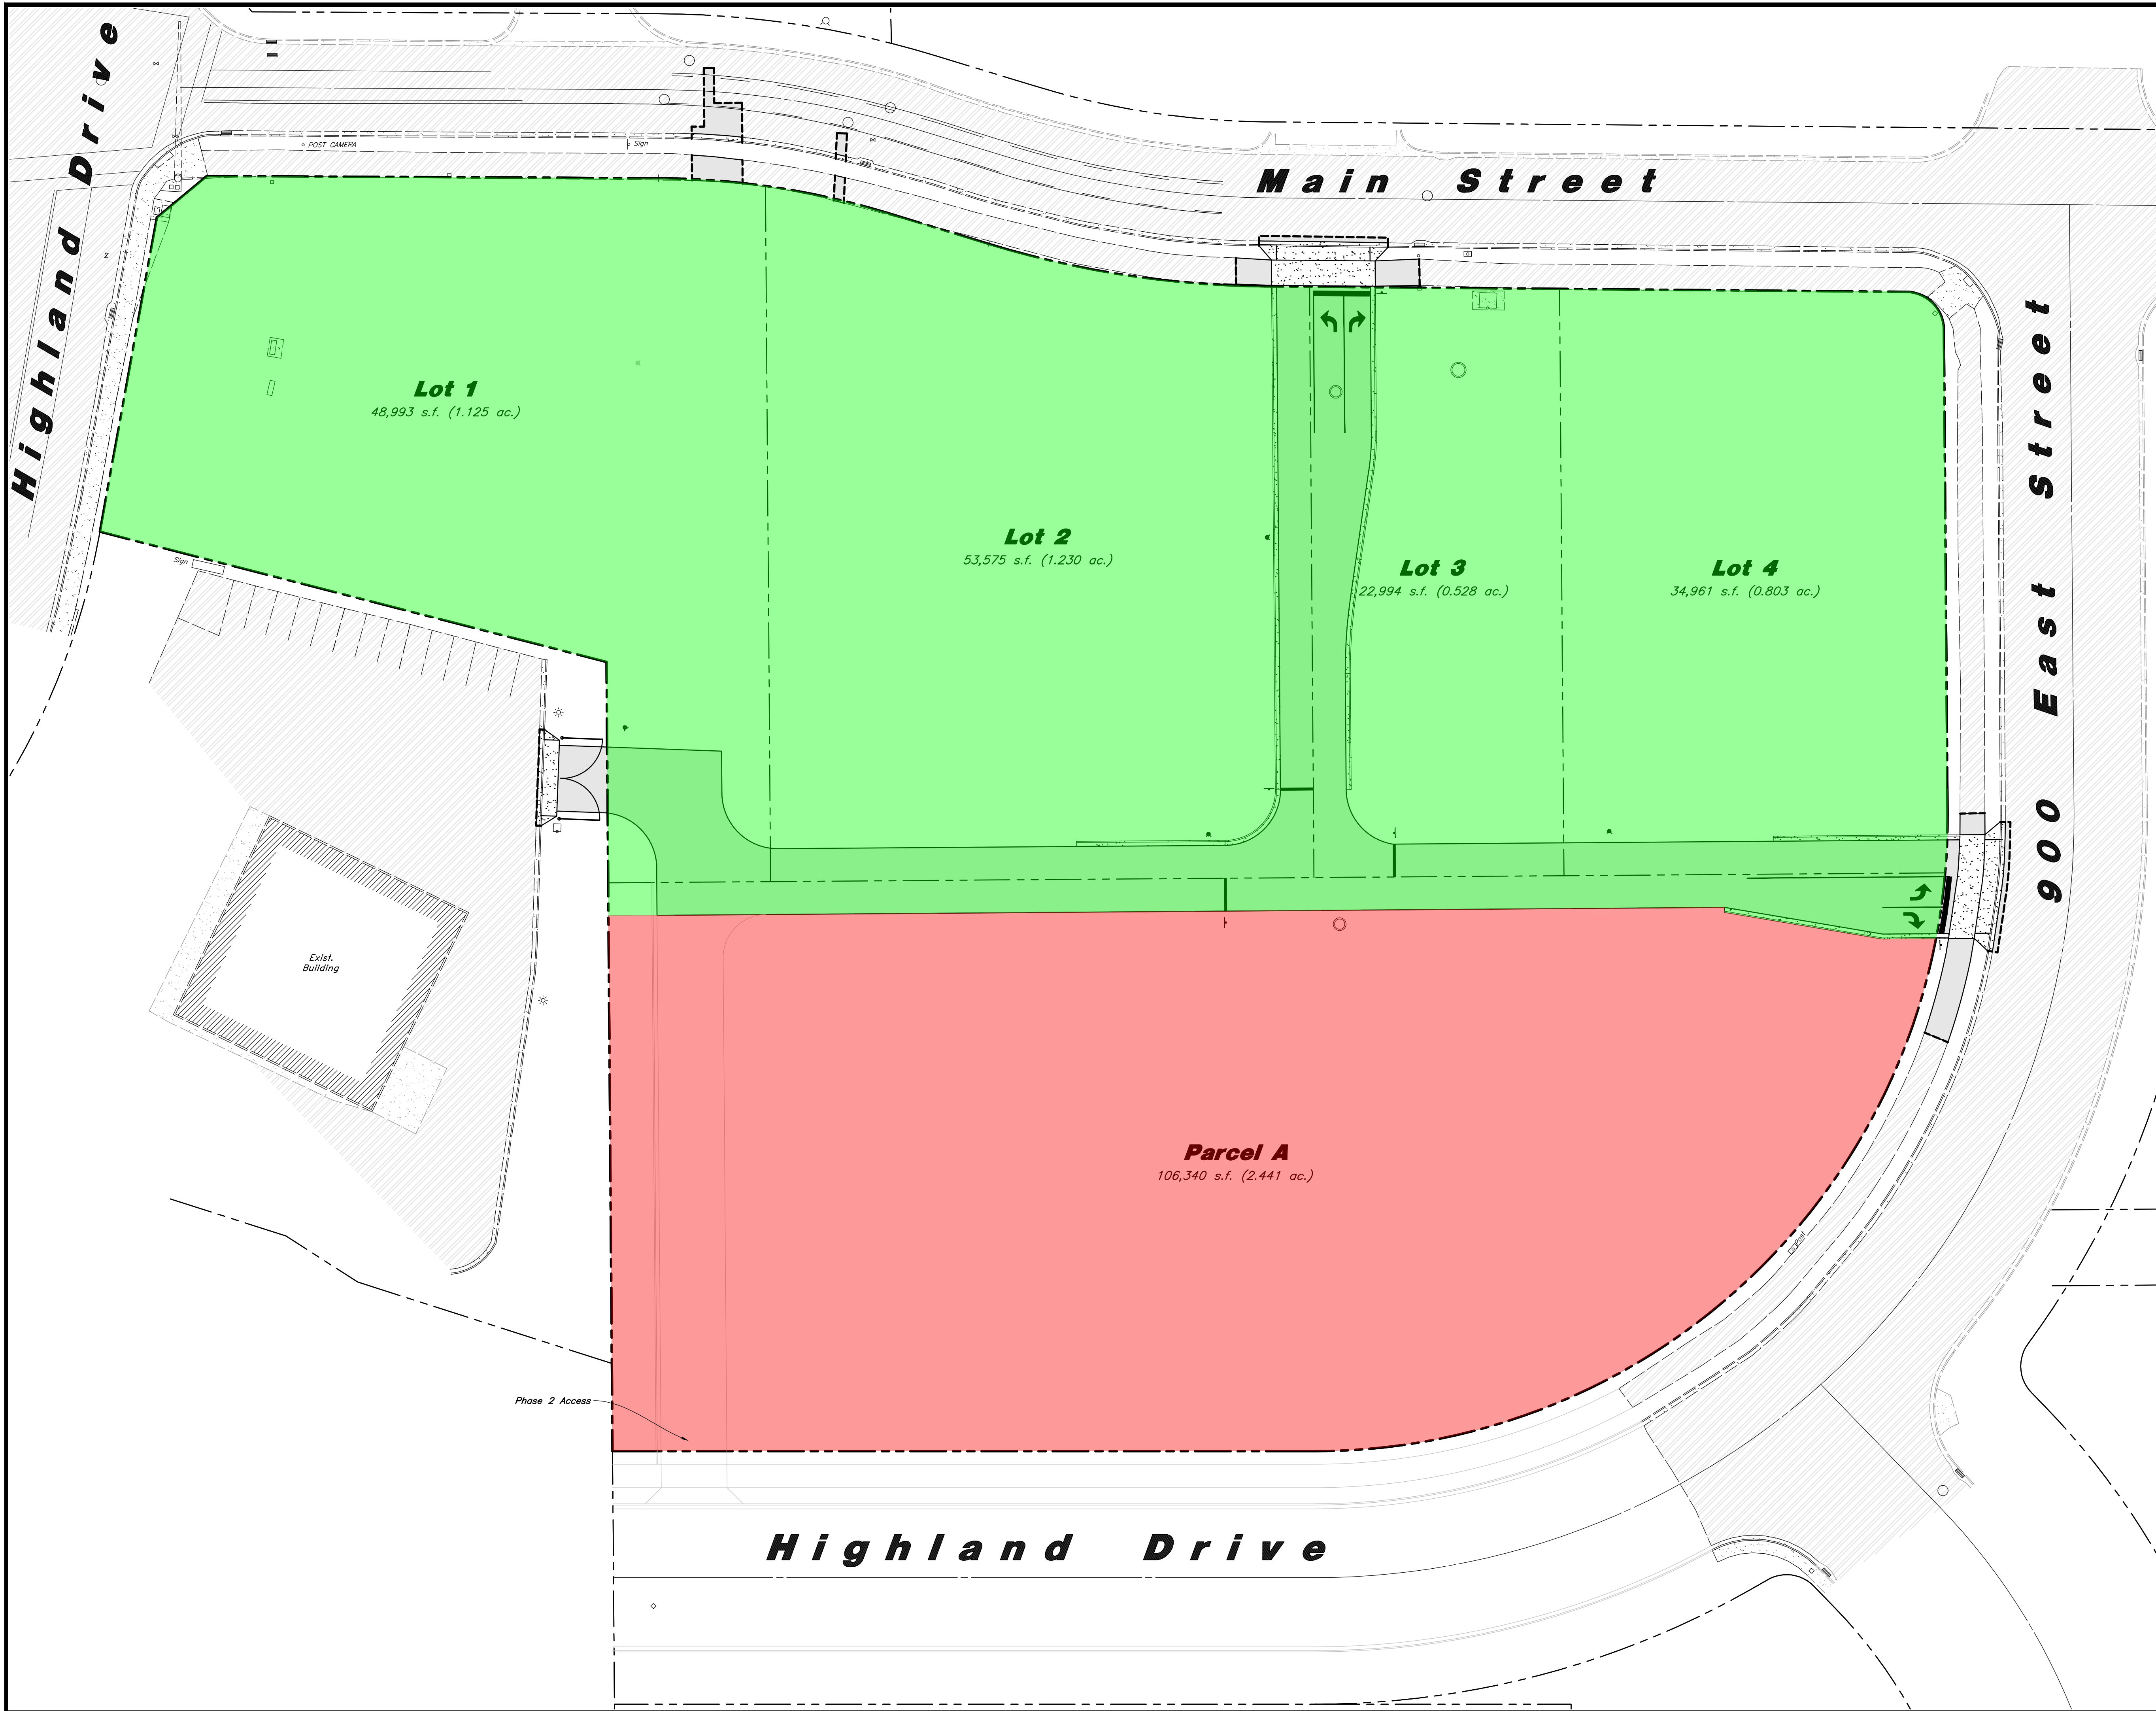 Highland Drive
POST CAMERA
Sign
Main Street
Lot 1
48,993 s.f. (1.125 ac.)
Lot 2
53,575 s.f. (1.230 ac.)
Lot 3
22,994 s.f. (0.528 ac.)
Lot 4
34,961 s.f. (0.803 ac.)
900 East Street
Sign
Exist.
Building
Parcel A
106,340 s.f. (2.441 ac.)
Post
Phase 2 Access
Highland Drive